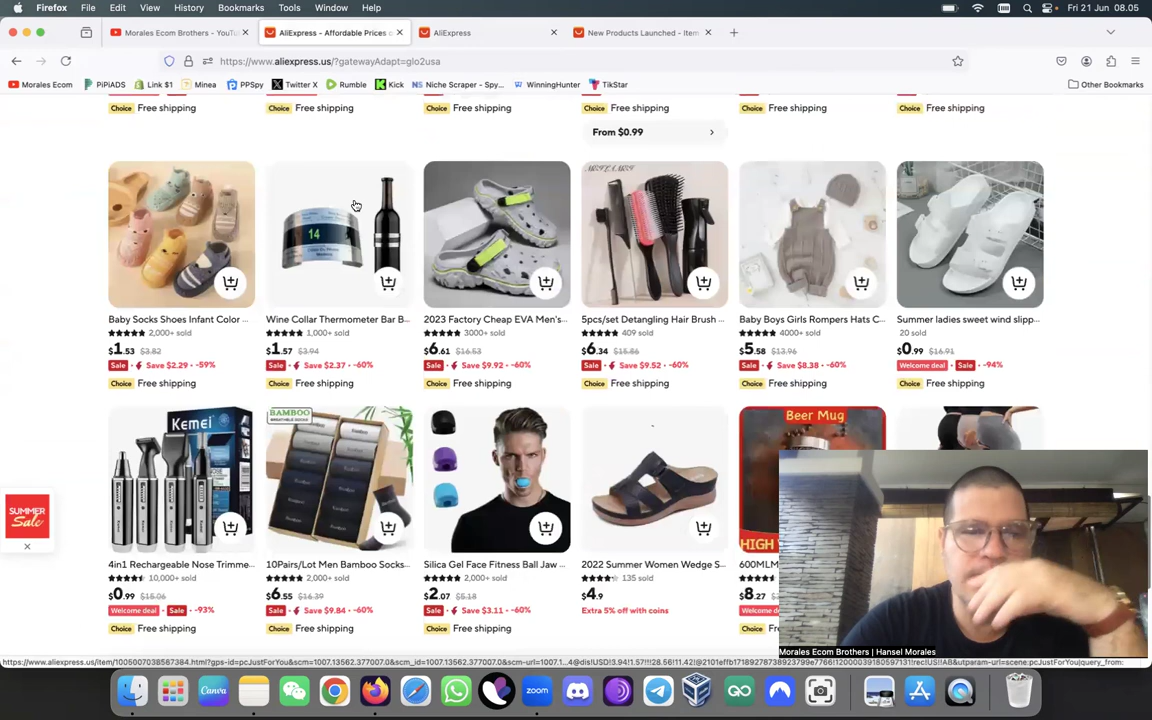 Firefox File Edit View History Bookmarks Tools Window Help Fri 21 Jun 08.05
Morales Ecom Brothers - YouTu AliExpress - Affordable Prices o AliExpress New Products Launched - Item
https://www.aliexpress.us/?gatewayAdapt=glo2usa
Morales Ecom PiPiADS Link $1 Minea PPSpy Twitter X Rumble Kick Niche Scraper - Spy... WinningHunter TikStar Other Bookmarks
Choice Free shipping Choice Free shipping Choice Free shipping Choice Free shipping Choice Free shipping Choice Free shipping
From $0.99 >
14
Baby Socks Shoes Infant Color ... Wine Collar Thermometer Bar B... 2023 Factory Cheap EVA Men's... 5pcs/set Detangling Hair Brush ... Baby Boys Girls Rompers Hats C... Summer ladies sweet wind slipp...
2,000+ sold 1,000+ sold 3000+ sold 409 sold 4000+ sold 20 sold
$1.53 $3.82 $1.57 $3.94 $6.61 $16.53 $6.34 $15.86 $5.58 $13.96 $0.99 $16.91
Sale Save $2.29 -59% Sale Save $2.37 -60% Sale Save $9.92 -60% Sale Save $9.52 -60% Sale Save $8.38 -60% Welcome deal Sale -94%
Choice Free shipping Choice Free shipping Choice Free shipping Choice Free shipping Choice Free shipping Choice Free shipping
Kemei BAMBOO Beer Mug
SUMMER
Sale
HIGH
4in1 Rechargeable Nose Trimme... 10Pairs/Lot Men Bamboo Socks... Silica Gel Face Fitness Ball Jaw ... 2022 Summer Women Wedge S... 600MLM
10,000+ sold 2,000+ sold 2,000+ sold 135 sold
$0.99 $15.06 $6.55 $16.39 $2.07 $5.18 $4.9 $8.27
Welcome deal Sale -93% Sale Save $9.84 -60% Sale Save $3.11 -60% Extra 5% off with coins Welcome
Choice Free shipping Choice Free shipping Choice Free shipping Choice Free
Morales Ecom Brothers | Hansel Morales
Canva zoom